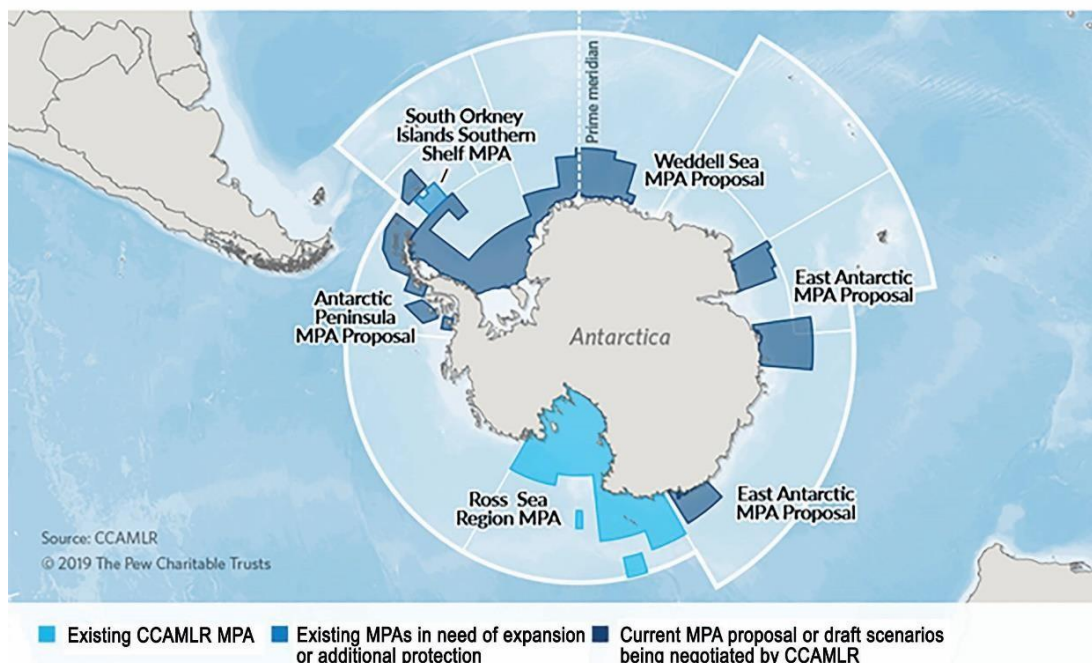 Prime meridian
South Orkney
Islands Southern
Shelf MPA
Weddell Sea
MPA Proposal
East Antarctic
MPA Proposal
Antarctic
Peninsula
MPA Proposal
Antarctica
Ross Sea
Region MPA
East Antarctic
MPA Proposal
Source: CCAMLR
© 2019 The Pew Charitable Trusts
Existing CCAMLR MPA
Existing MPAs in need of expansion
or additional protection
Current MPA proposal or draft scenarios
being negotiated by CCAMLR